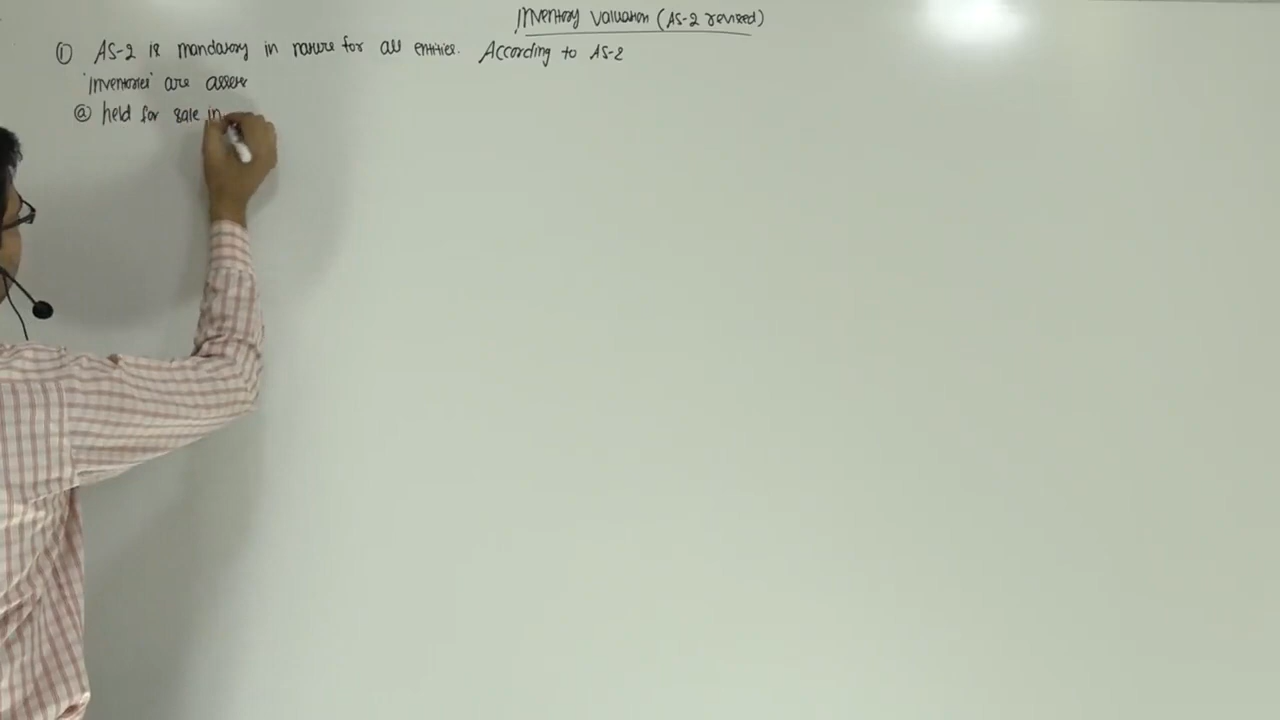 Inventory Valuation (AS-2 revised)
① AS-2 is mandatory in nature for all entities. According to AS-2
'Inventories' are assets
ⓐ held for sale in